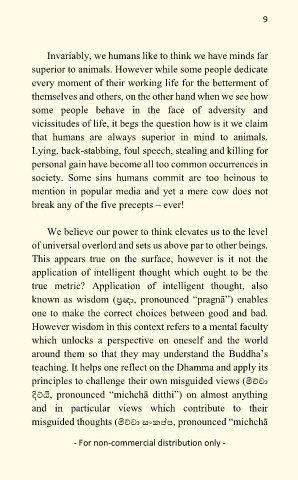 9
Invariably, we humans like to think we have minds far
superior to animals. However while some people dedicate
every moment of their working life for the betterment of
themselves and others, on the other hand when we see how
some people behave in the face of adversity and
vicissitudes of life, it begs the question how is it we claim
that humans are always superior in mind to animals.
Lying, back-stabbing, foul speech, stealing and killing for
personal gain have become all too common occurrences in
society. Some sins humans commit are too heinous to
mention in popular media and yet a mere cow does not
break any of the five precepts – ever!
We believe our power to think elevates us to the level
of universal overlord and sets us above par to other beings.
This appears true on the surface, however is it not the
application of intelligent thought which ought to be the
true metric? Application of intelligent thought, also
known as wisdom (ප්‍රඥා, pronounced “pragnā”) enables
one to make the correct choices between good and bad.
However wisdom in this context refers to a mental faculty
which unlocks a perspective on oneself and the world
around them so that they may understand the Buddha’s
teaching. It helps one reflect on the Dhamma and apply its
principles to challenge their own misguided views (මිච්චා
දිට්ඨි, pronounced “michchā ditthi”) on almost anything
and in particular views which contribute to their
misguided thoughts (මිච්චා සංකප්ප, pronounced “michchā
- For non-commercial distribution only -